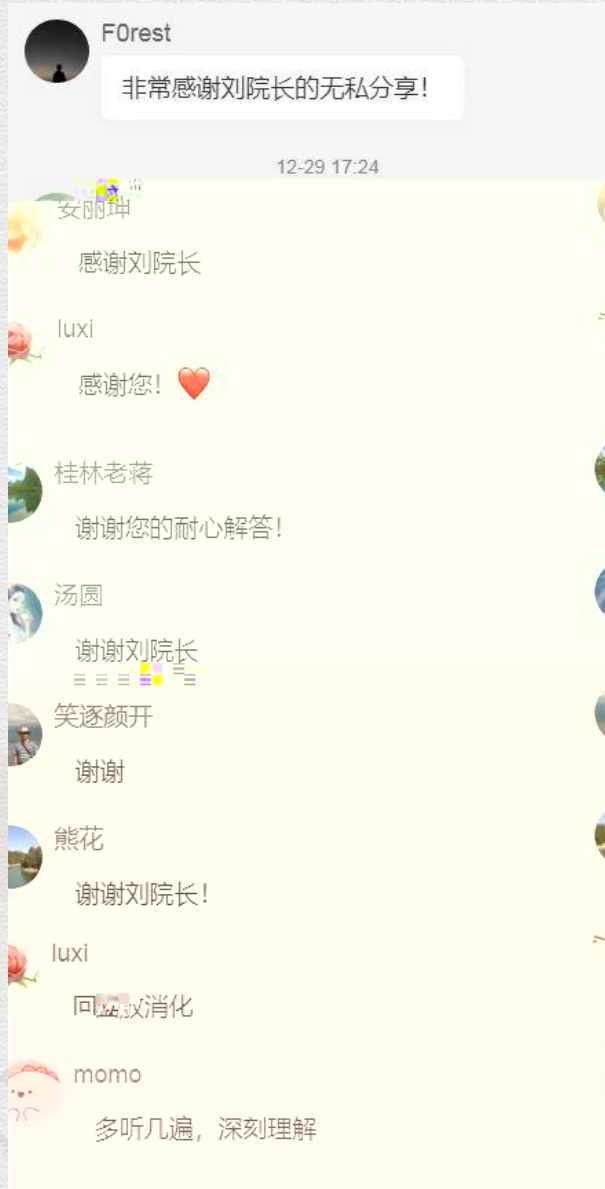 F0rest
非常感谢刘院长的无私分享！
12-29 17:24
安丽坤
感谢刘院长
luxi
感谢您！❤️
桂林老蒋
谢谢您的耐心解答！
汤圆
谢谢刘院长
笑逐颜开
谢谢
熊花
谢谢刘院长！
luxi
回消化
momo
多听几遍，深刻理解